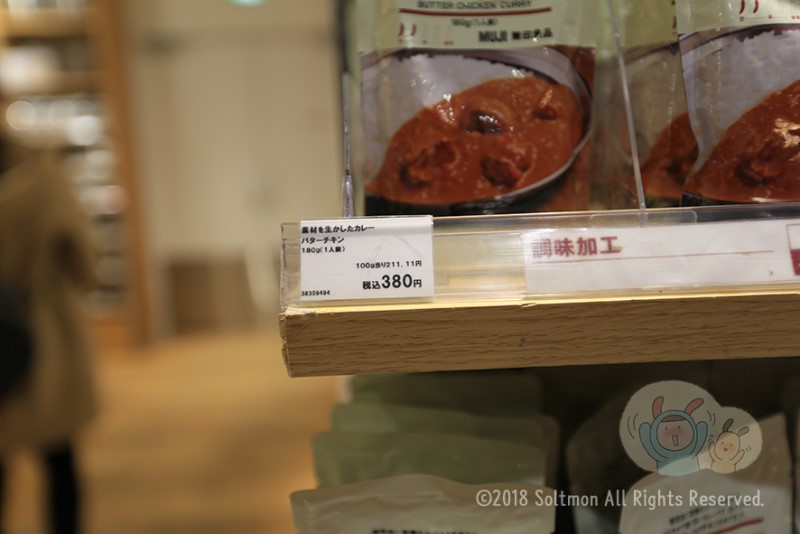 BUTTER CHICKEN CURRY
180g(1人前)
MUJI 無印良品
素材を生かしたカレー
バターチキン
180g(1人前)
100g当り211.11円
税込380円
38359494
調味加工
©2018 Soltmon All Rights Reserved.